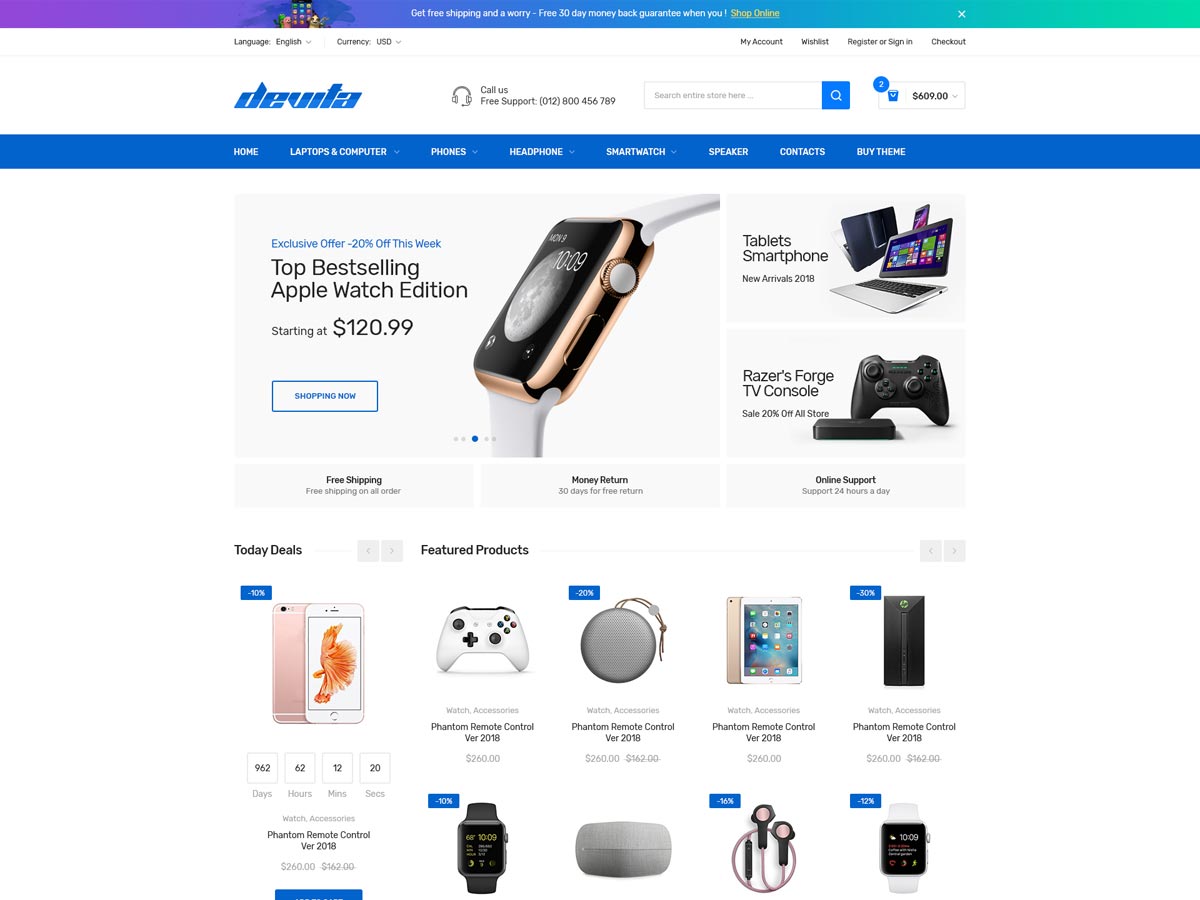 Get free shipping and a worry - Free 30 day money back guarantee when you ! Shop Online
Language: English
Currency: USD
My Account
Wishlist
Register or Sign in
Checkout
devita
Call us
Free Support: (012) 800 456 789
Search entire store here ...
2
$609.00
HOME
LAPTOPS & COMPUTER
PHONES
HEADPHONE
SMARTWATCH
SPEAKER
CONTACTS
BUY THEME
Exclusive Offer -20% Off This Week
Top Bestselling
Apple Watch Edition
Starting at $120.99
SHOPPING NOW
MON 9
10:09
Tablets
Smartphone
New Arrivals 2018
Razer's Forge
TV Console
Sale 20% Off All Store
Free Shipping
Free shipping on all order
Money Return
30 days for free return
Online Support
Support 24 hours a day
Today Deals
Featured Products
-10%
962
62
12
20
Days
Hours
Mins
Secs
Watch, Accessories
Phantom Remote Control
Ver 2018
$260.00 $162.00
Watch, Accessories
Phantom Remote Control
Ver 2018
$260.00
-20%
Watch, Accessories
Phantom Remote Control
Ver 2018
$260.00 $162.00
Watch, Accessories
Phantom Remote Control
Ver 2018
$260.00
-30%
hp
Watch, Accessories
Phantom Remote Control
Ver 2018
$260.00 $162.00
-10%
68° 10:09
-16%
-12%
10:09